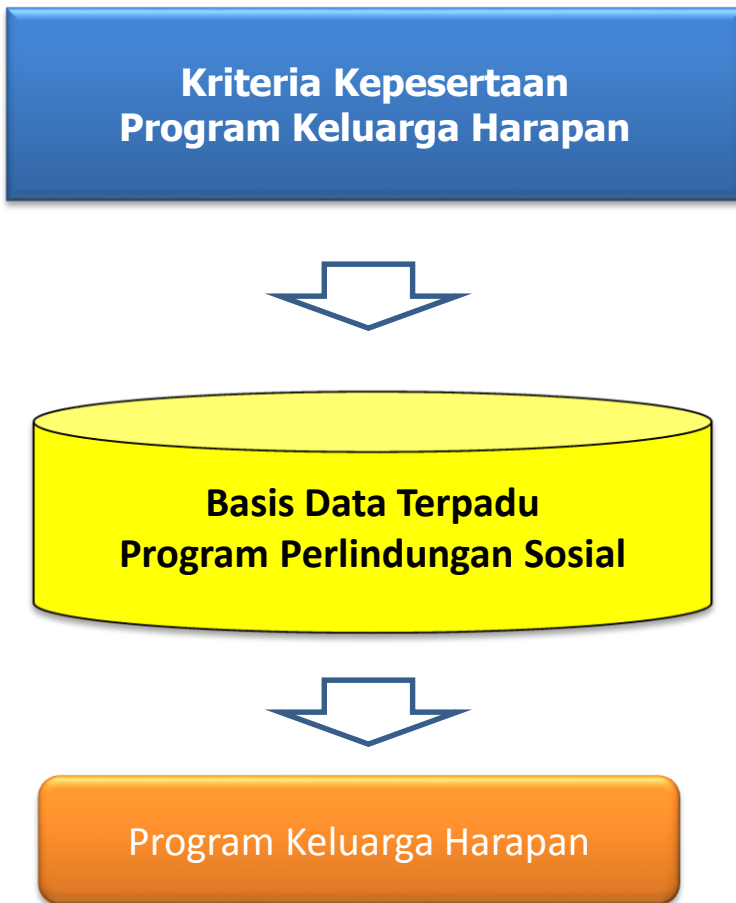 Kriteria Kepesertaan
Program Keluarga Harapan
Basis Data Terpadu
Program Perlindungan Sosial
Program Keluarga Harapan